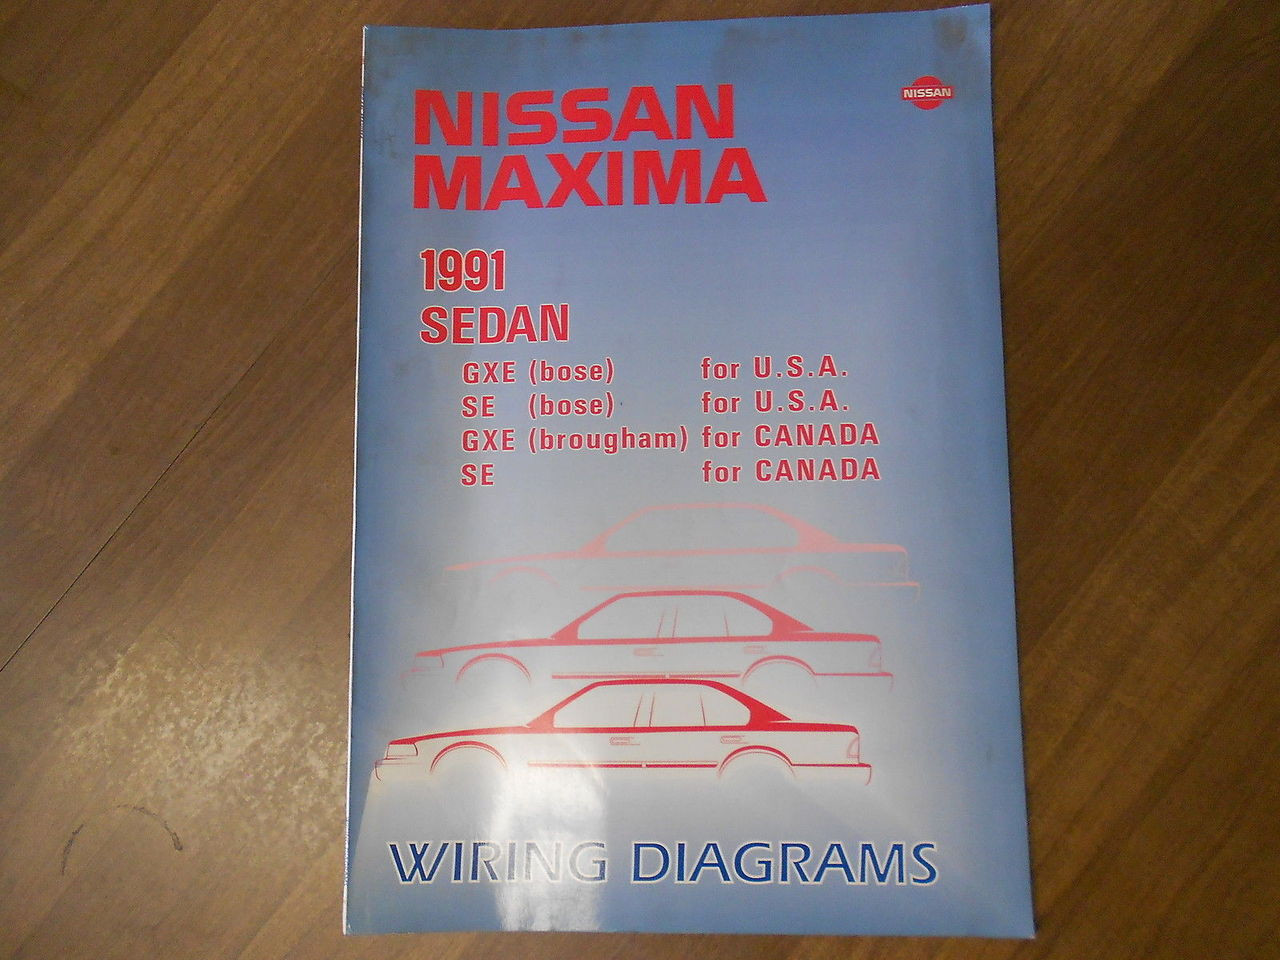 NISSAN
NISSAN
MAXIMA
1991
SEDAN
GXE (bose) for U.S.A.
SE (bose) for U.S.A.
GXE (brougham) for CANADA
SE for CANADA
WIRING DIAGRAMS